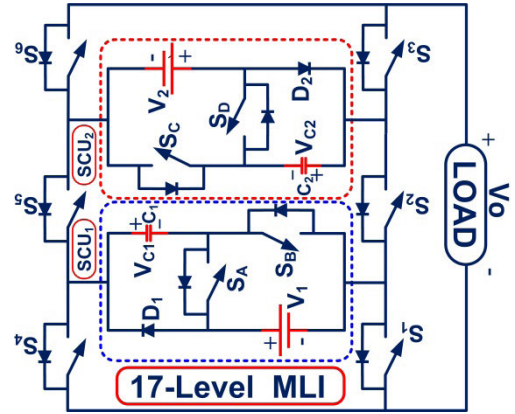 S6
S5
S4
SCU2
SCU1
- +
V2
SC
SD
D2
- VC2
C2
+ -
VC1 C1
D1
SA
SB
+ -
V1
S3
S2
S1
+
Vo
-
LOAD
17-Level MLI